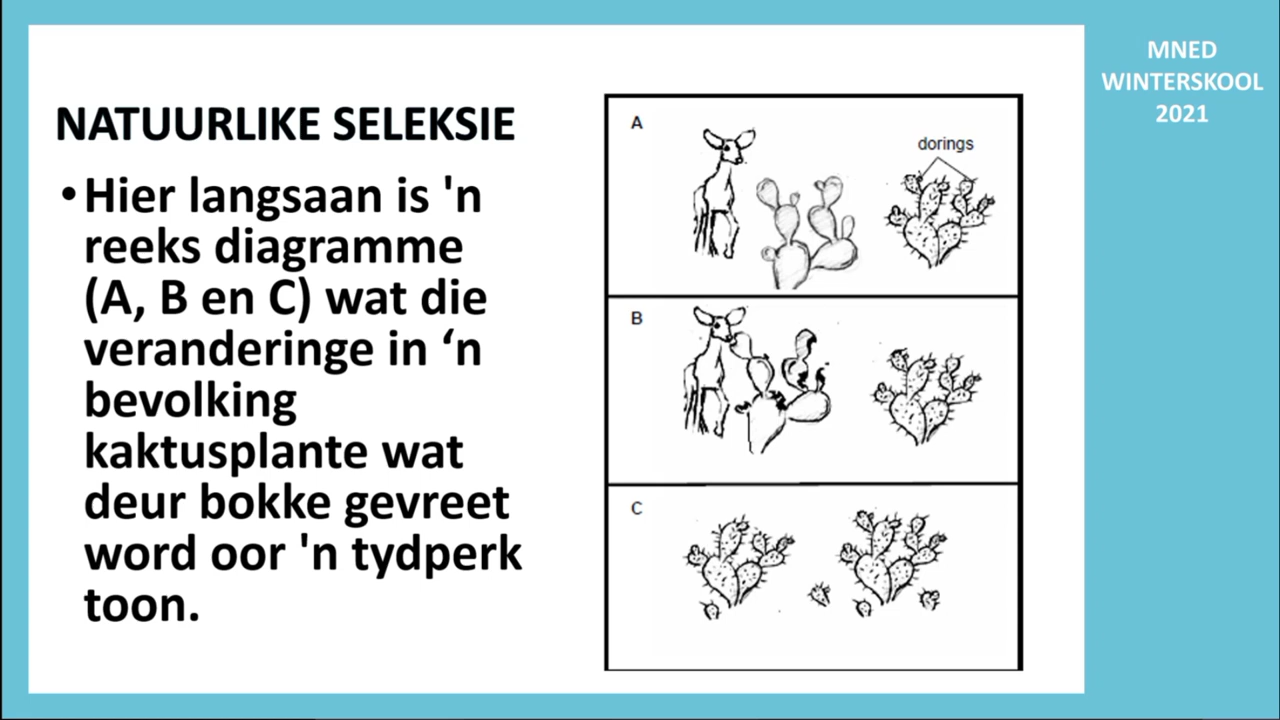 NATUURLIKE SELEKSIE
•Hier langsaan is 'n
reeks diagramme
(A, B en C) wat die
veranderinge in ‘n
bevolking
kaktusplante wat
deur bokke gevreet
word oor 'n tydperk
toon.
A
dorings
B
C
MNED
WINTERSKOOL
2021